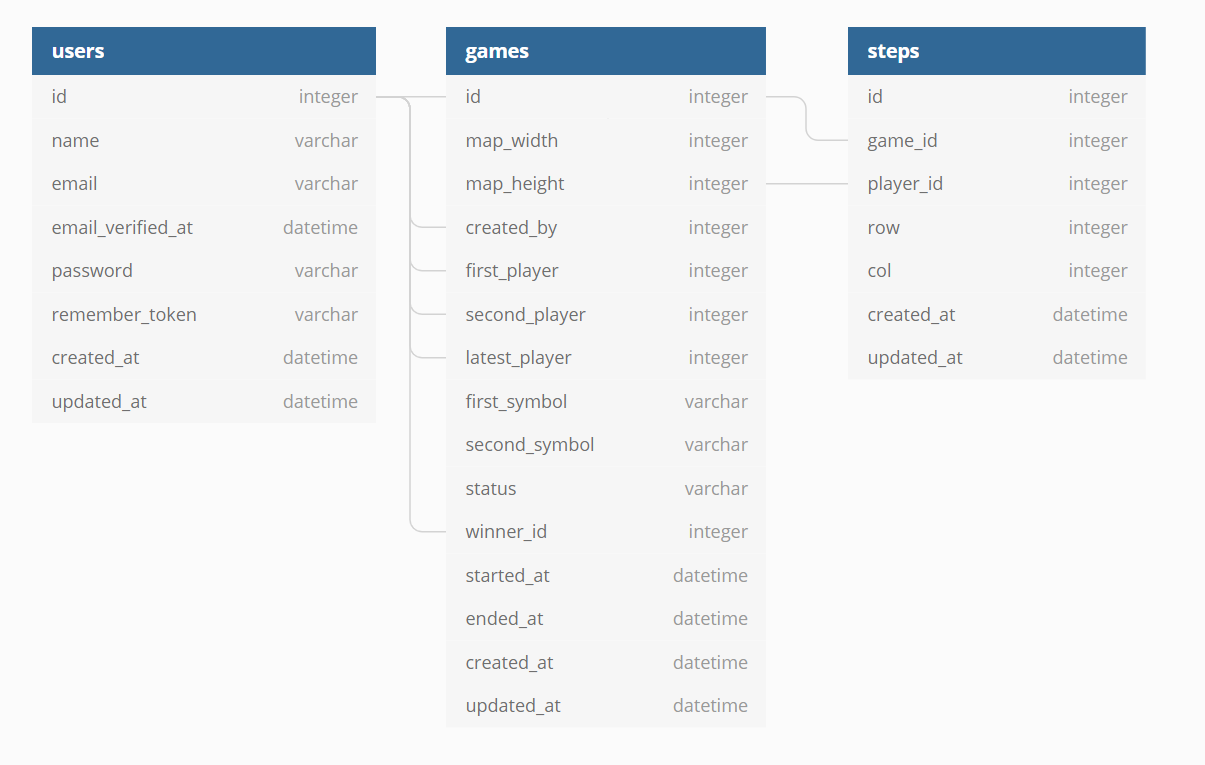 users
id integer
name varchar
email varchar
email_verified_at datetime
password varchar
remember_token varchar
created_at datetime
updated_at datetime
games
id integer
map_width integer
map_height integer
created_by integer
first_player integer
second_player integer
latest_player integer
first_symbol varchar
second_symbol varchar
status varchar
winner_id integer
started_at datetime
ended_at datetime
created_at datetime
updated_at datetime
steps
id integer
game_id integer
player_id integer
row integer
col integer
created_at datetime
updated_at datetime